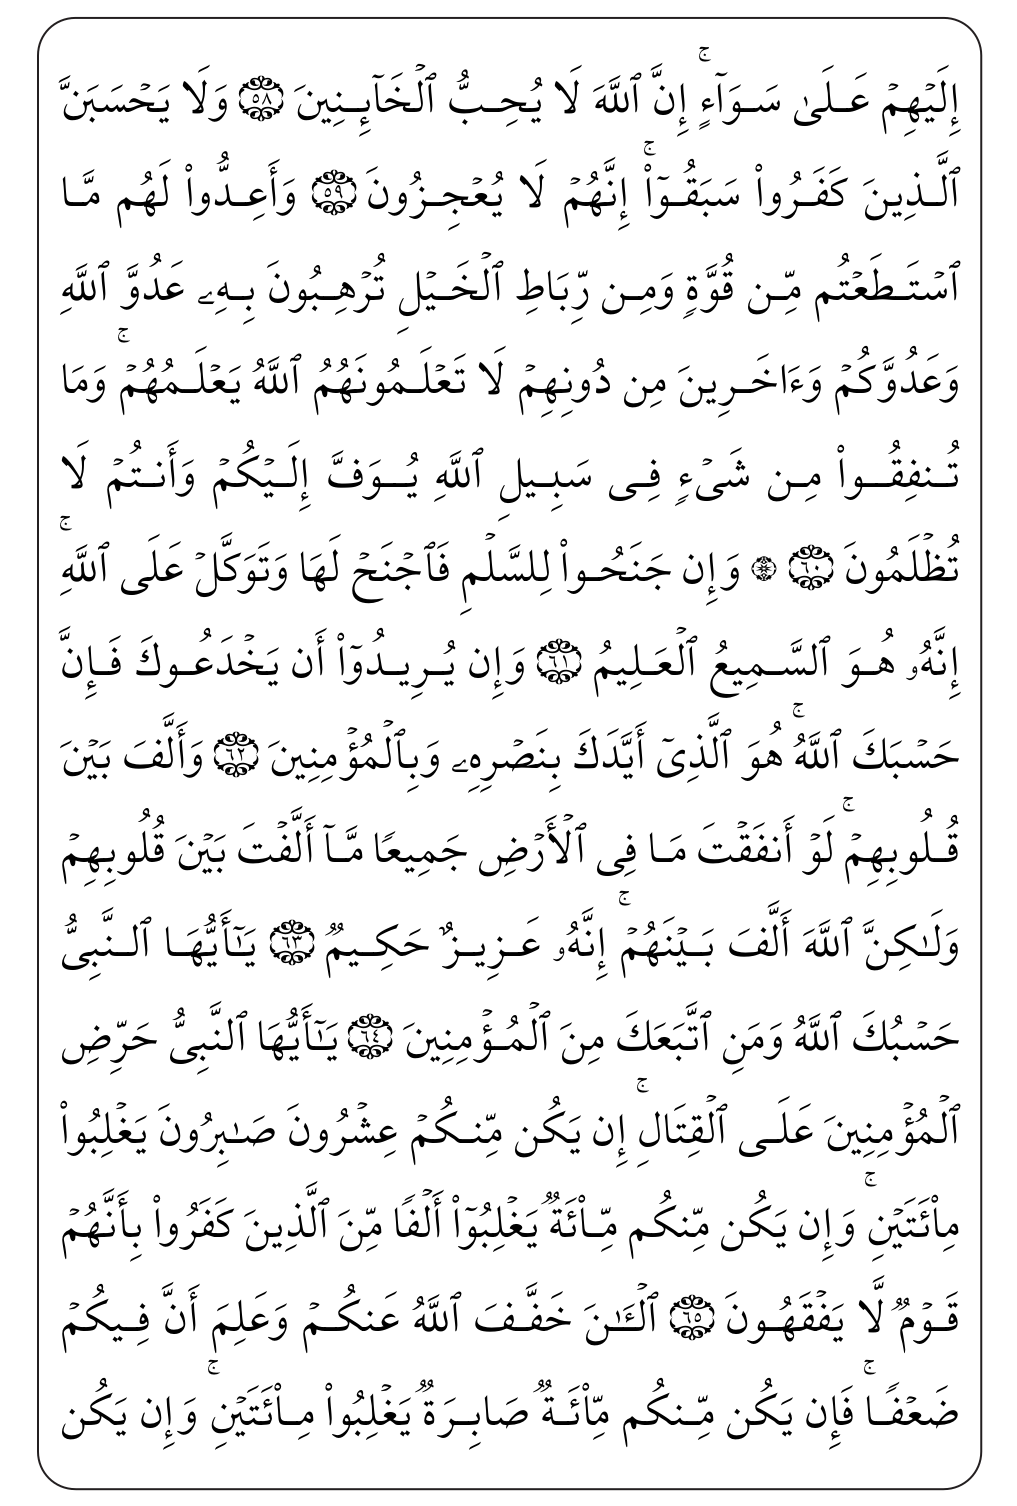 إِلَيۡهِمۡ عَلَىٰ سَوَآءٍۚ إِنَّ ٱللَّهَ لَا يُحِبُّ ٱلۡخَآئِنِينَ ٥٨ وَلَا يَحۡسَبَنَّ
ٱلَّذِينَ كَفَرُواْ سَبَقُوٓاْۚ إِنَّهُمۡ لَا يُعۡجِزُونَ ٥٩ وَأَعِدُّواْ لَهُم مَّا
ٱسۡتَطَعۡتُم مِّن قُوَّةٖ وَمِن رِّبَاطِ ٱلۡخَيۡلِ تُرۡهِبُونَ بِهِۦ عَدُوَّ ٱللَّهِ
وَعَدُوَّكُمۡ وَءَاخَرِينَ مِن دُونِهِمۡ لَا تَعۡلَمُونَهُمُ ٱللَّهُ يَعۡلَمُهُمۡۚ وَمَا
تُنفِقُواْ مِن شَيۡءٖ فِي سَبِيلِ ٱللَّهِ يُوَفَّ إِلَيۡكُمۡ وَأَنتُمۡ لَا
تُظۡلَمُونَ ٦٠ ۞ وَإِن جَنَحُواْ لِلسَّلۡمِ فَٱجۡنَحۡ لَهَا وَتَوَكَّلۡ عَلَى ٱللَّهِۚ
إِنَّهُۥ هُوَ ٱلسَّمِيعُ ٱلۡعَلِيمُ ٦١ وَإِن يُرِيدُوٓاْ أَن يَخۡدَعُوكَ فَإِنَّ
حَسۡبَكَ ٱللَّهُۚ هُوَ ٱلَّذِيٓ أَيَّدَكَ بِنَصۡرِهِۦ وَبِٱلۡمُؤۡمِنِينَ ٦٢ وَأَلَّفَ بَيۡنَ
قُلُوبِهِمۡۚ لَوۡ أَنفَقۡتَ مَا فِي ٱلۡأَرۡضِ جَمِيعٗا مَّآ أَلَّفۡتَ بَيۡنَ قُلُوبِهِمۡ
وَلَٰكِنَّ ٱللَّهَ أَلَّفَ بَيۡنَهُمۡۚ إِنَّهُۥ عَزِيزٌ حَكِيمٞ ٦٣ يَٰٓأَيُّهَا ٱلنَّبِيُّ
حَسۡبُكَ ٱللَّهُ وَمَنِ ٱتَّبَعَكَ مِنَ ٱلۡمُؤۡمِنِينَ ٦٤ يَٰٓأَيُّهَا ٱلنَّبِيُّ حَرِّضِ
ٱلۡمُؤۡمِنِينَ عَلَى ٱلۡقِتَالِۚ إِن يَكُن مِّنكُمۡ عِشۡرُونَ صَٰبِرُونَ يَغۡلِبُواْ
مِاْئَتَيۡنِۚ وَإِن يَكُن مِّنكُم مِّاْئَةٞ يَغۡلِبُوٓاْ أَلۡفٗا مِّنَ ٱلَّذِينَ كَفَرُواْ بِأَنَّهُمۡ
قَوۡمٞ لَّا يَفۡقَهُونَ ٦٥ ٱلۡـَٰٔنَ خَفَّفَ ٱللَّهُ عَنكُمۡ وَعَلِمَ أَنَّ فِيكُمۡ
ضَعۡفٗاۚ فَإِن يَكُن مِّنكُم مِّاْئَةٞ صَابِرَةٞ يَغۡلِبُواْ مِاْئَتَيۡنِۚ وَإِن يَكُن